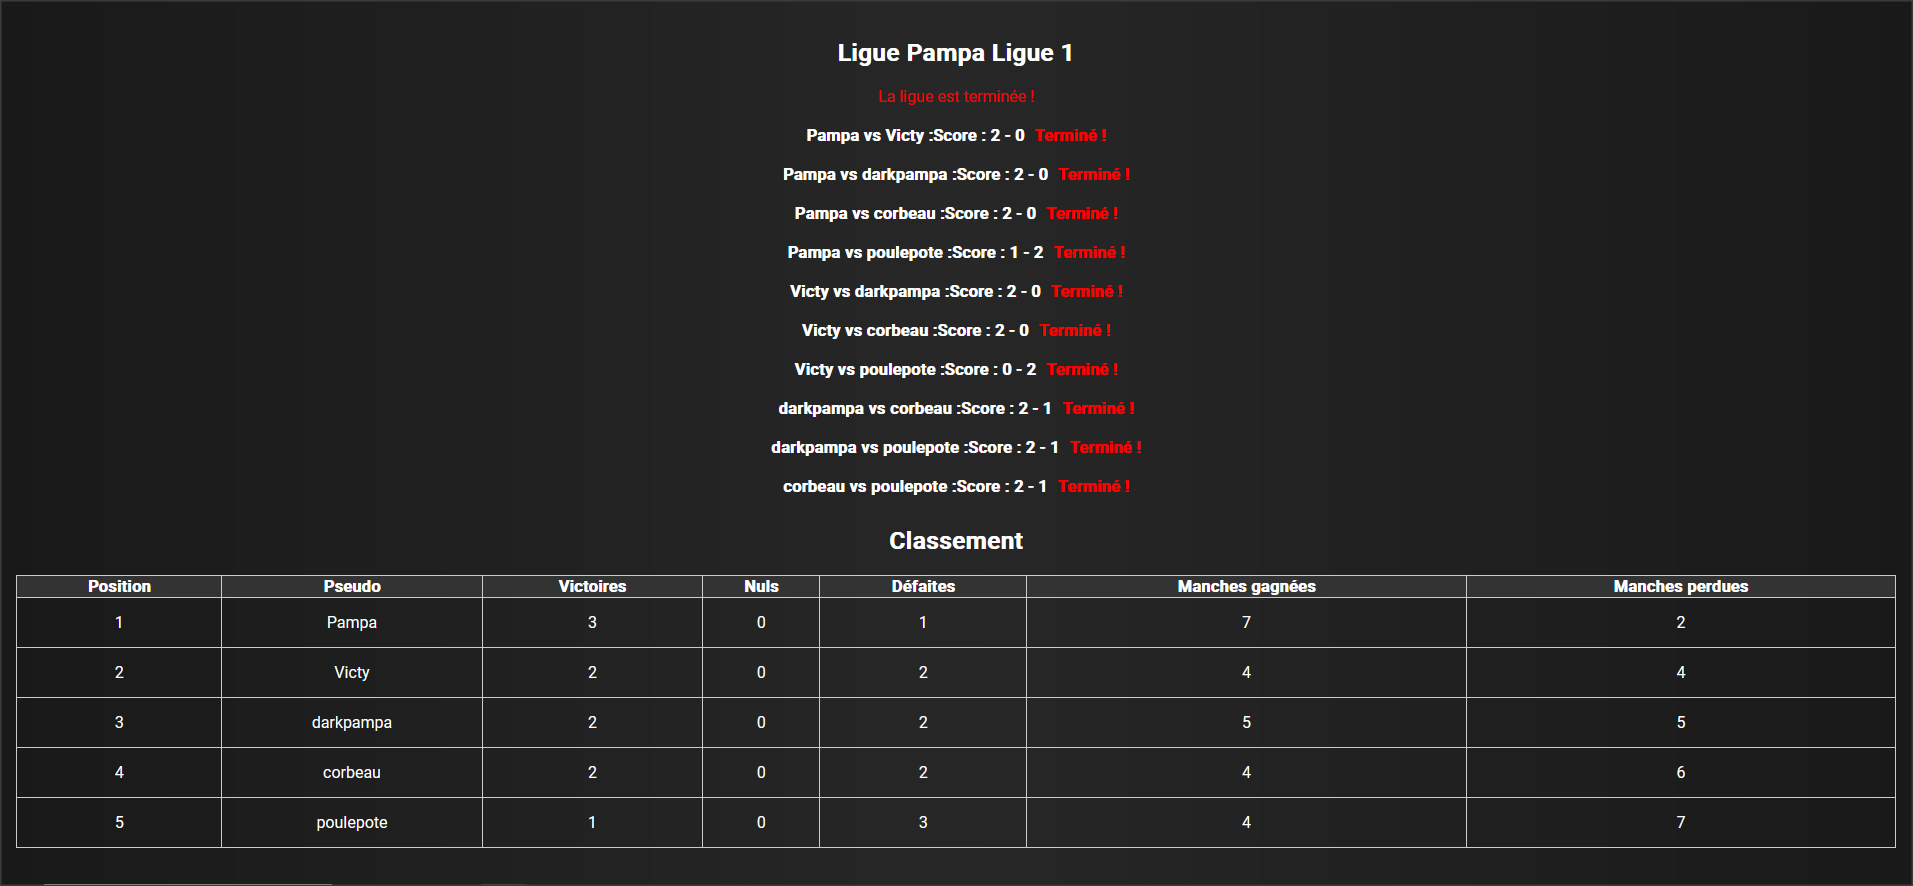 Ligue Pampa Ligue 1
La ligue est terminée !
Pampa vs Victy :Score : 2 - 0 Terminé !
Pampa vs darkpampa :Score : 2 - 0 Terminé !
Pampa vs corbeau :Score : 2 - 0 Terminé !
Pampa vs poulepote :Score : 1 - 2 Terminé !
Victy vs darkpampa :Score : 2 - 0 Terminé !
Victy vs corbeau :Score : 2 - 0 Terminé !
Victy vs poulepote :Score : 0 - 2 Terminé !
darkpampa vs corbeau :Score : 2 - 1 Terminé !
darkpampa vs poulepote :Score : 2 - 1 Terminé !
corbeau vs poulepote :Score : 2 - 1 Terminé !
Classement
Position Pseudo Victoires Nuls Défaites Manches gagnées Manches perdues
1 Pampa 3 0 1 7 2
2 Victy 2 0 2 4 4
3 darkpampa 2 0 2 5 5
4 corbeau 2 0 2 4 6
5 poulepote 1 0 3 4 7